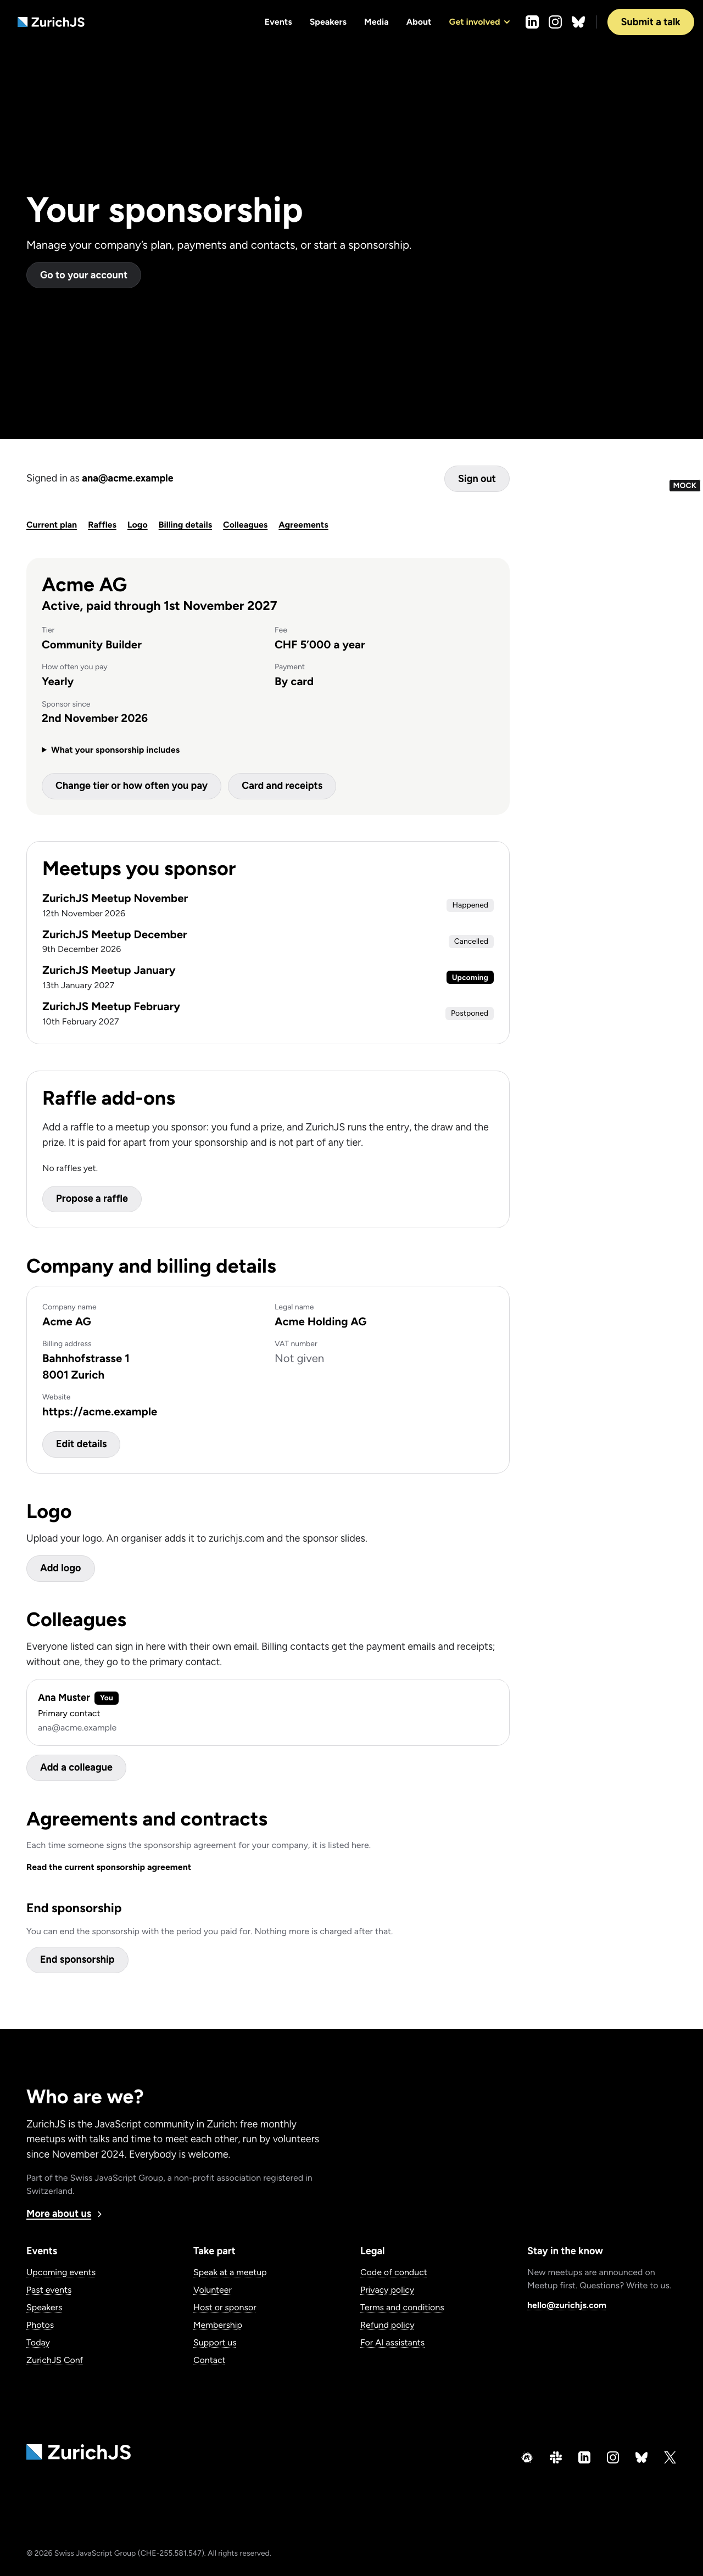 ZurichJS
Events Speakers Media About Get involved Submit a talk
Your sponsorship
Manage your company’s plan, payments and contacts, or start a sponsorship.
Go to your account
Signed in as ana@acme.example
Sign out
MOCK
Current plan Raffles Logo Billing details Colleagues Agreements
Acme AG
Active, paid through 1st November 2027
Tier
Community Builder
Fee
CHF 5’000 a year
How often you pay
Yearly
Payment
By card
Sponsor since
2nd November 2026
What your sponsorship includes
Change tier or how often you pay
Card and receipts
Meetups you sponsor
ZurichJS Meetup November
12th November 2026
Happened
ZurichJS Meetup December
9th December 2026
Cancelled
ZurichJS Meetup January
13th January 2027
Upcoming
ZurichJS Meetup February
10th February 2027
Postponed
Raffle add-ons
Add a raffle to a meetup you sponsor: you fund a prize, and ZurichJS runs the entry, the draw and the
prize. It is paid for apart from your sponsorship and is not part of any tier.
No raffles yet.
Propose a raffle
Company and billing details
Company name
Acme AG
Legal name
Acme Holding AG
Billing address
Bahnhofstrasse 1
8001 Zurich
VAT number
Not given
Website
https://acme.example
Edit details
Logo
Upload your logo. An organiser adds it to zurichjs.com and the sponsor slides.
Add logo
Colleagues
Everyone listed can sign in here with their own email. Billing contacts get the payment emails and receipts;
without one, they go to the primary contact.
Ana Muster You
Primary contact
ana@acme.example
Add a colleague
Agreements and contracts
Each time someone signs the sponsorship agreement for your company, it is listed here.
Read the current sponsorship agreement
End sponsorship
You can end the sponsorship with the period you paid for. Nothing more is charged after that.
End sponsorship
Who are we?
ZurichJS is the JavaScript community in Zurich: free monthly
meetups with talks and time to meet each other, run by volunteers
since November 2024. Everybody is welcome.
Part of the Swiss JavaScript Group, a non-profit association registered in
Switzerland.
More about us
Events
Upcoming events
Past events
Speakers
Photos
Today
ZurichJS Conf
Take part
Speak at a meetup
Volunteer
Host or sponsor
Membership
Support us
Contact
Legal
Code of conduct
Privacy policy
Terms and conditions
Refund policy
For AI assistants
Stay in the know
New meetups are announced on
Meetup first. Questions? Write to us.
hello@zurichjs.com
ZurichJS
© 2026 Swiss JavaScript Group (CHE-255.581.547). All rights reserved.